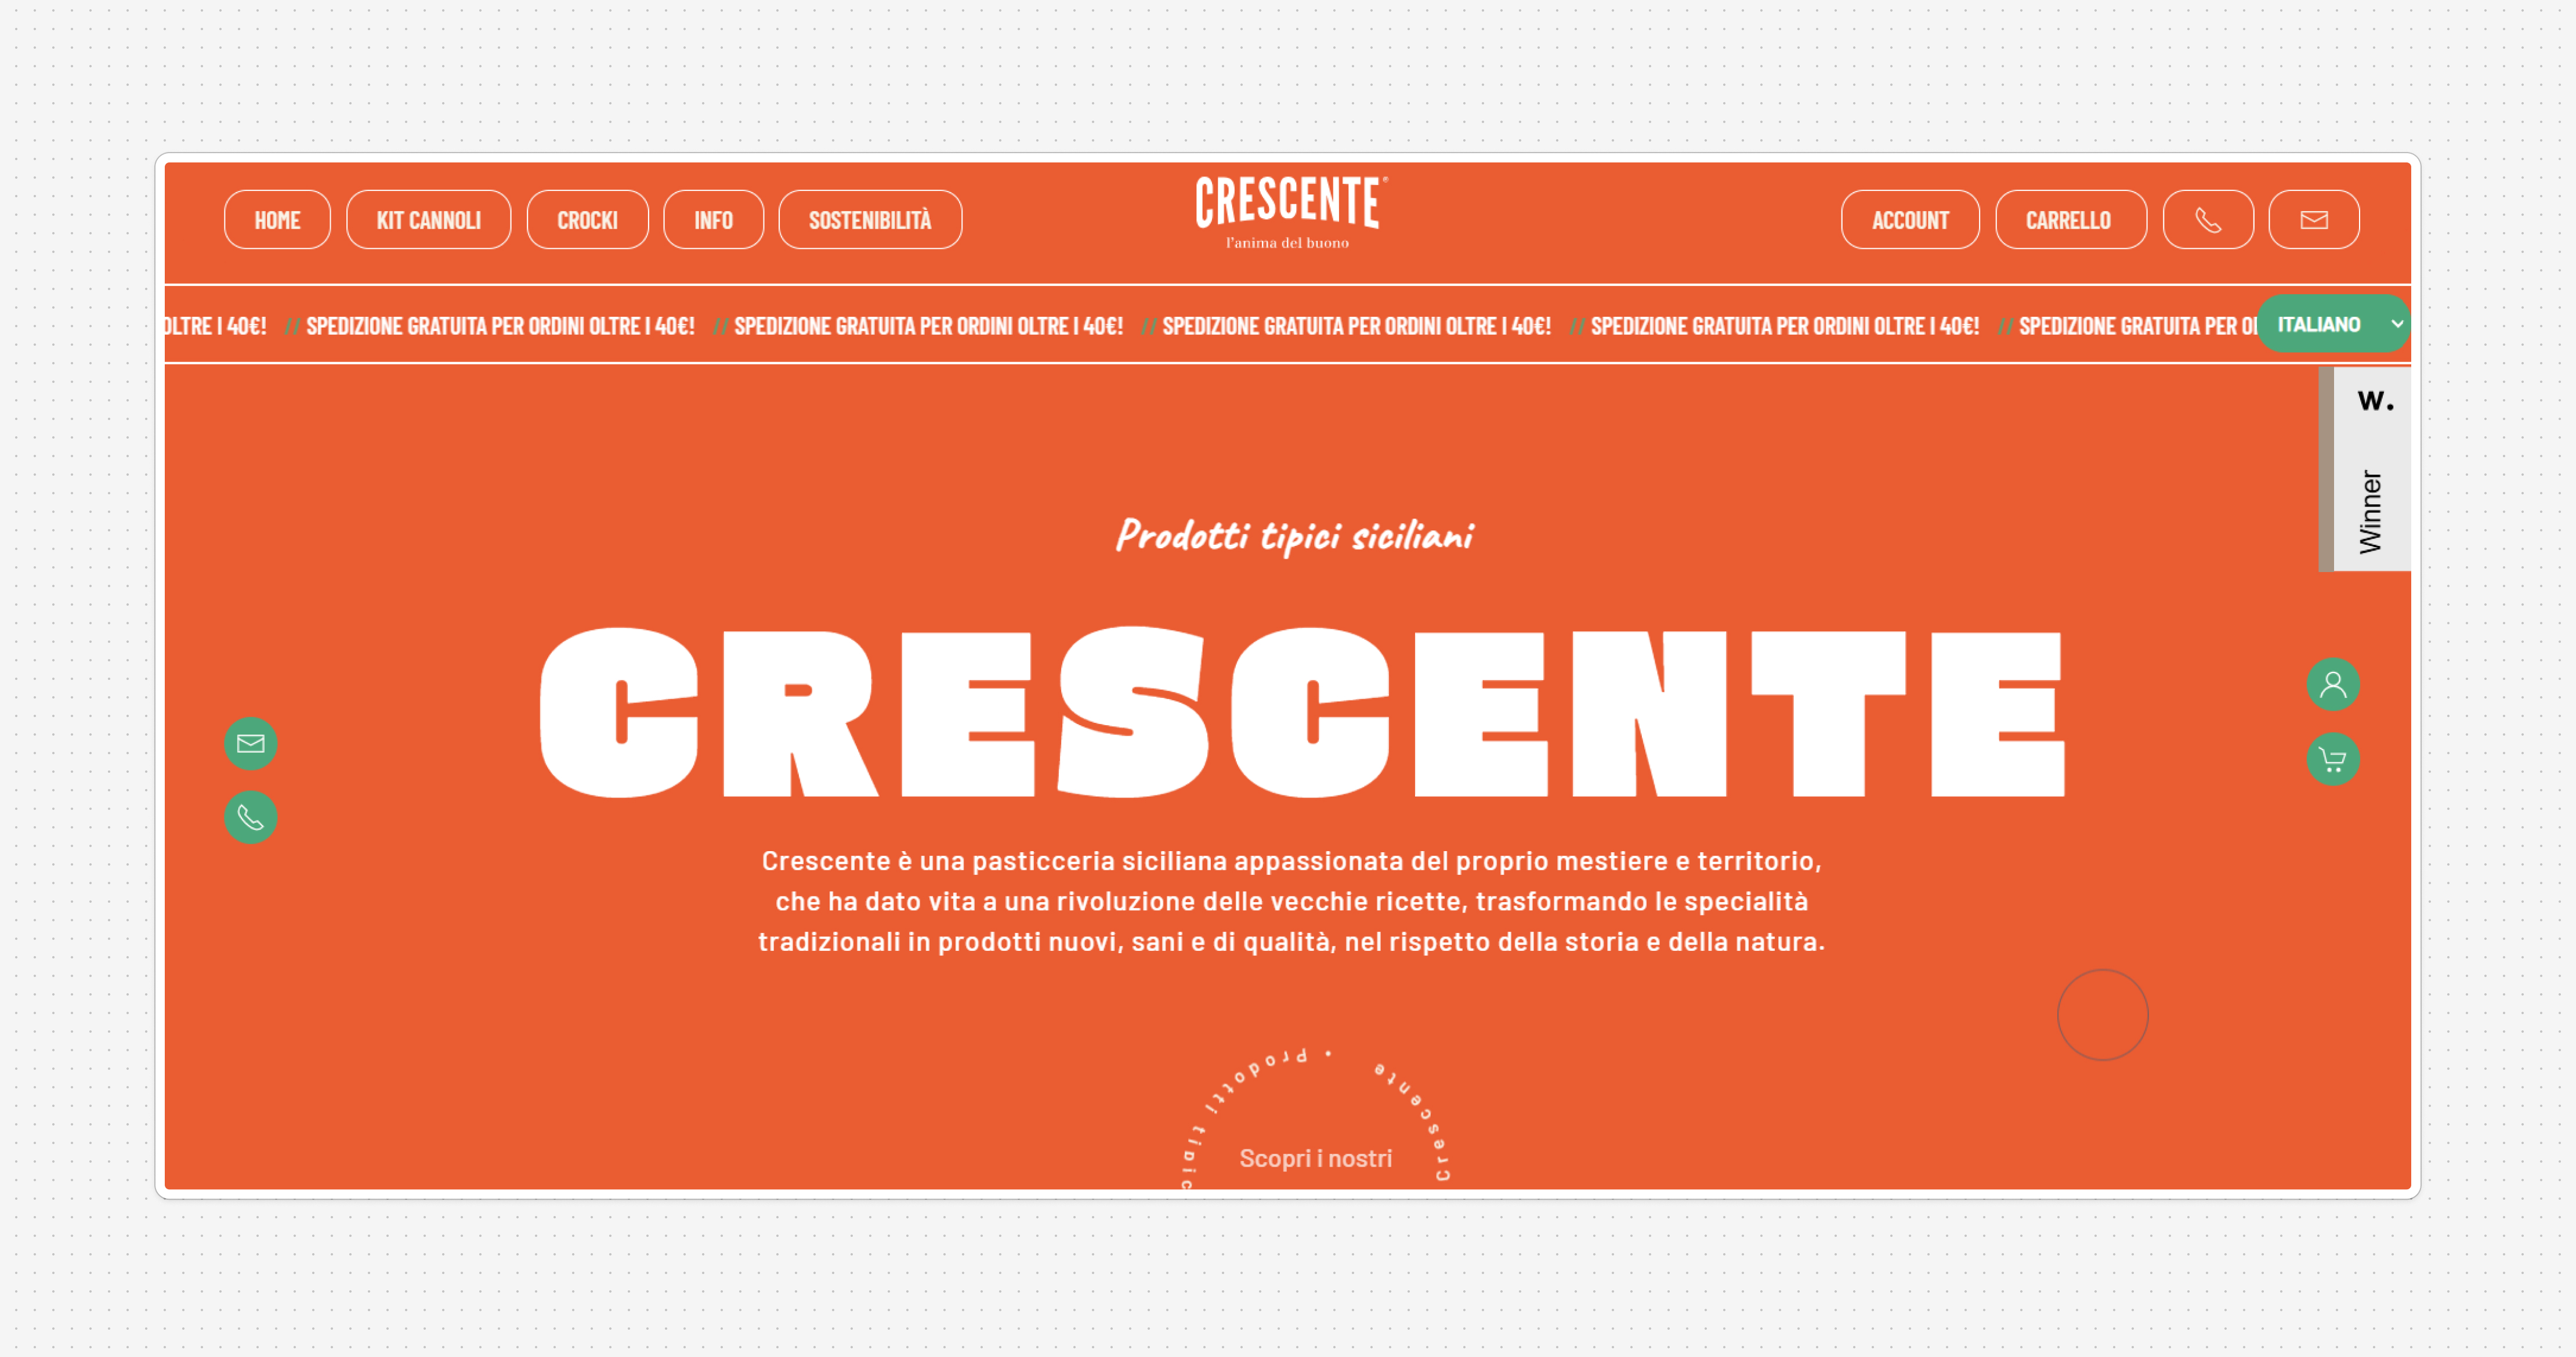 HOME KIT CANNOLI CROCKI INFO SOSTENIBILITÀ
CRESCENTE®
l'anima del buono
ACCOUNT CARRELLO
OLTRE I 40€! // SPEDIZIONE GRATUITA PER ORDINI OLTRE I 40€! // SPEDIZIONE GRATUITA PER ORDINI OLTRE I 40€! // SPEDIZIONE GRATUITA PER ORDINI OLTRE I 40€! // SPEDIZIONE GRATUITA PER ORDINI OLTRE I 40€! // SPEDIZIONE GRATUITA PER
ITALIANO
w.
Winner
Prodotti tipici siciliani
CRESCENTE
Crescente è una pasticceria siciliana appassionata del proprio mestiere e territorio,
che ha dato vita a una rivoluzione delle vecchie ricette, trasformando le specialità
tradizionali in prodotti nuovi, sani e di qualità, nel rispetto della storia e della natura.
Crescente • Prodotti tipic
Scopri i nostri